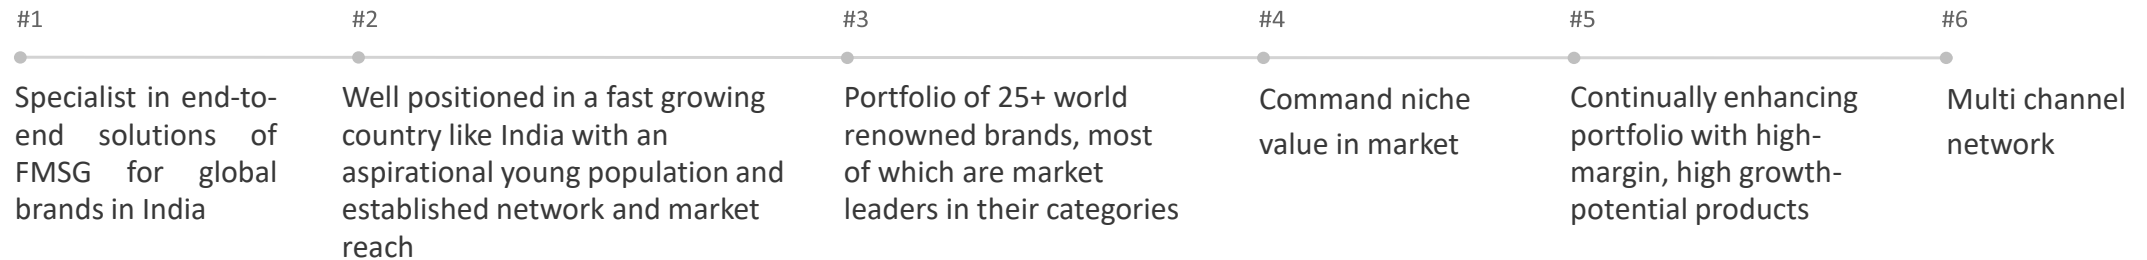 #1
Specialist in end-to-
end solutions of
FMSG for global
brands in India
#2
Well positioned in a fast growing
country like India with an
aspirational young population and
established network and market
reach
#3
Portfolio of 25+ world
renowned brands, most
of which are market
leaders in their categories
#4
Command niche
value in market
#5
Continually enhancing
portfolio with high-
margin, high growth-
potential products
#6
Multi channel
network